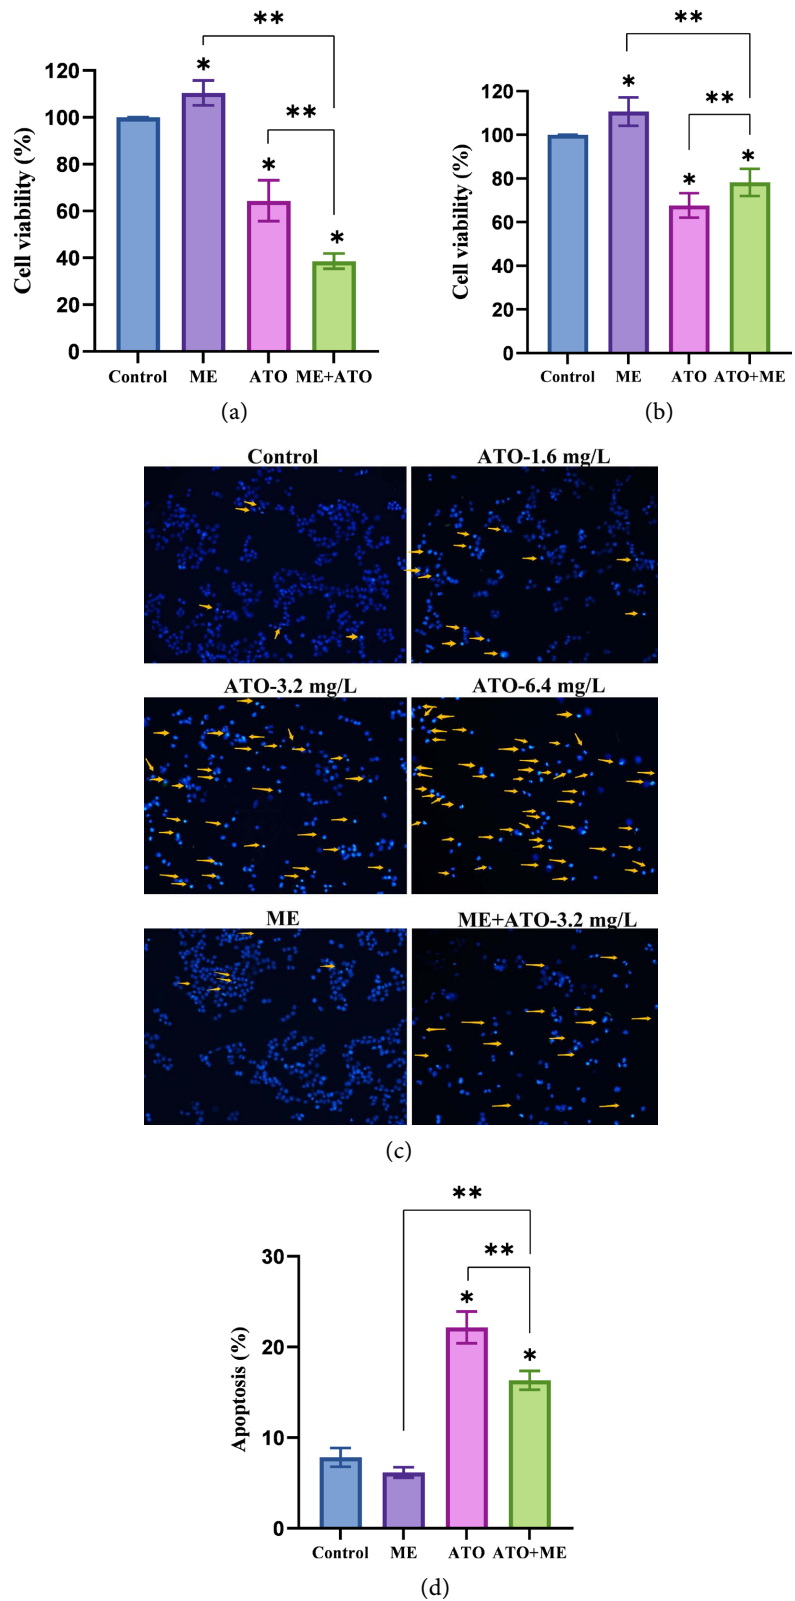 **
*
**
*
*
120
100
80
60
40
20
0
Cell viability (%)
Control ME ATO ME+ATO
(a)
**
*
**
*
*
120
100
80
60
40
20
0
Cell viability (%)
Control ME ATO ATO+ME
(b)
Control ATO-1.6 mg/L
ATO-3.2 mg/L ATO-6.4 mg/L
ME ME+ATO-3.2 mg/L
(c)
**
**
*
*
30
20
10
0
Apoptosis (%)
Control ME ATO ATO+ME
(d)